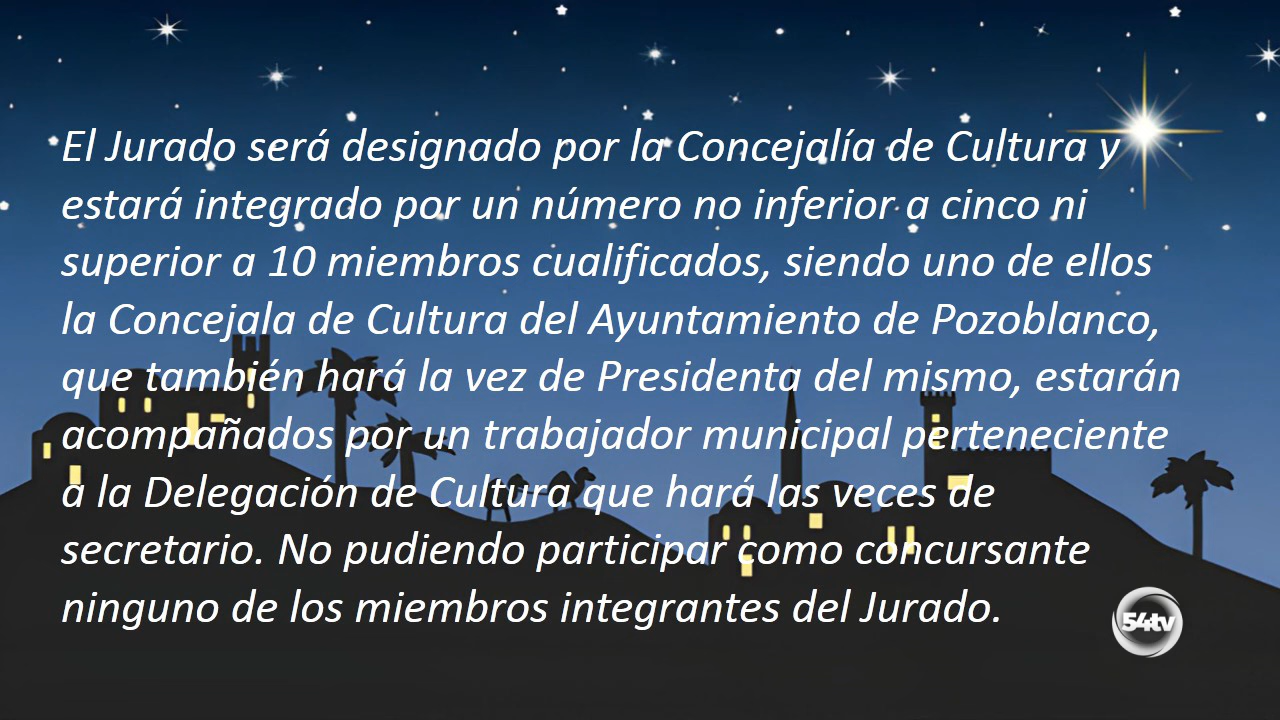 El Jurado será designado por la Concejalía de Cultura y
estará integrado por un número no inferior a cinco ni
superior a 10 miembros cualificados, siendo uno de ellos
la Concejala de Cultura del Ayuntamiento de Pozoblanco,
que también hará la vez de Presidenta del mismo, estarán
acompañados por un trabajador municipal perteneciente
a la Delegación de Cultura que hará las veces de
secretario. No pudiendo participar como concursante
ninguno de los miembros integrantes del Jurado.
54tv